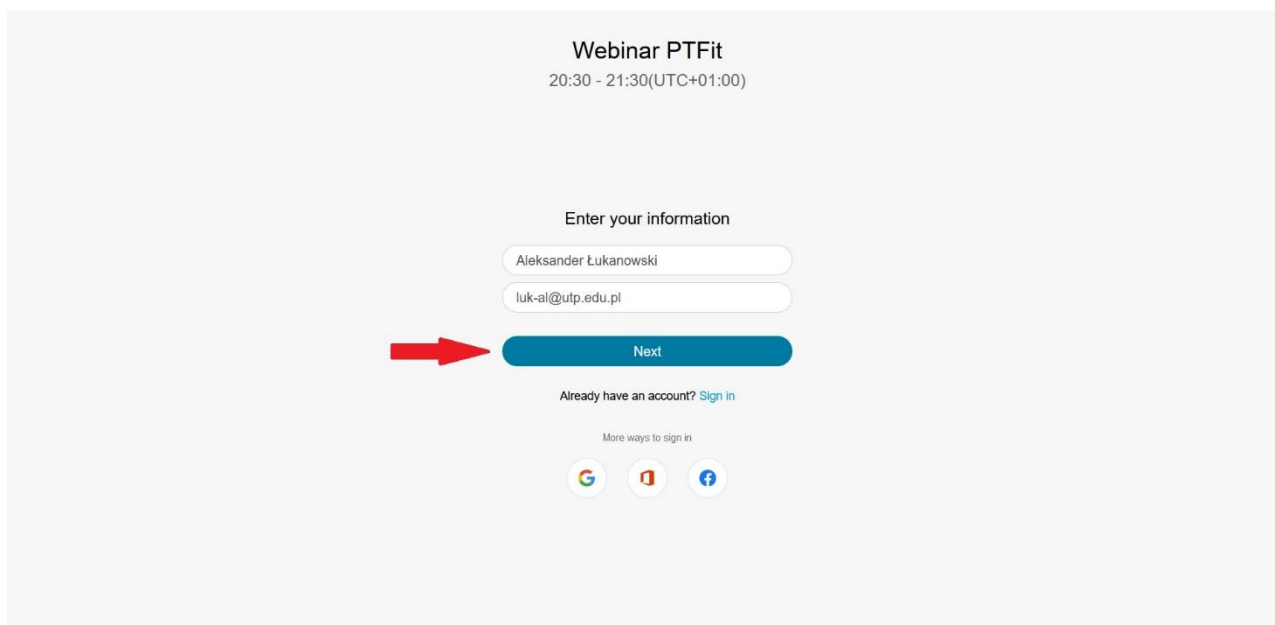 Webinar PTFit
20:30 - 21:30(UTC+01:00)
Enter your information
Aleksander Łukanowski
luk-al@utp.edu.pl
Next
Already have an account? Sign in
More ways to sign in